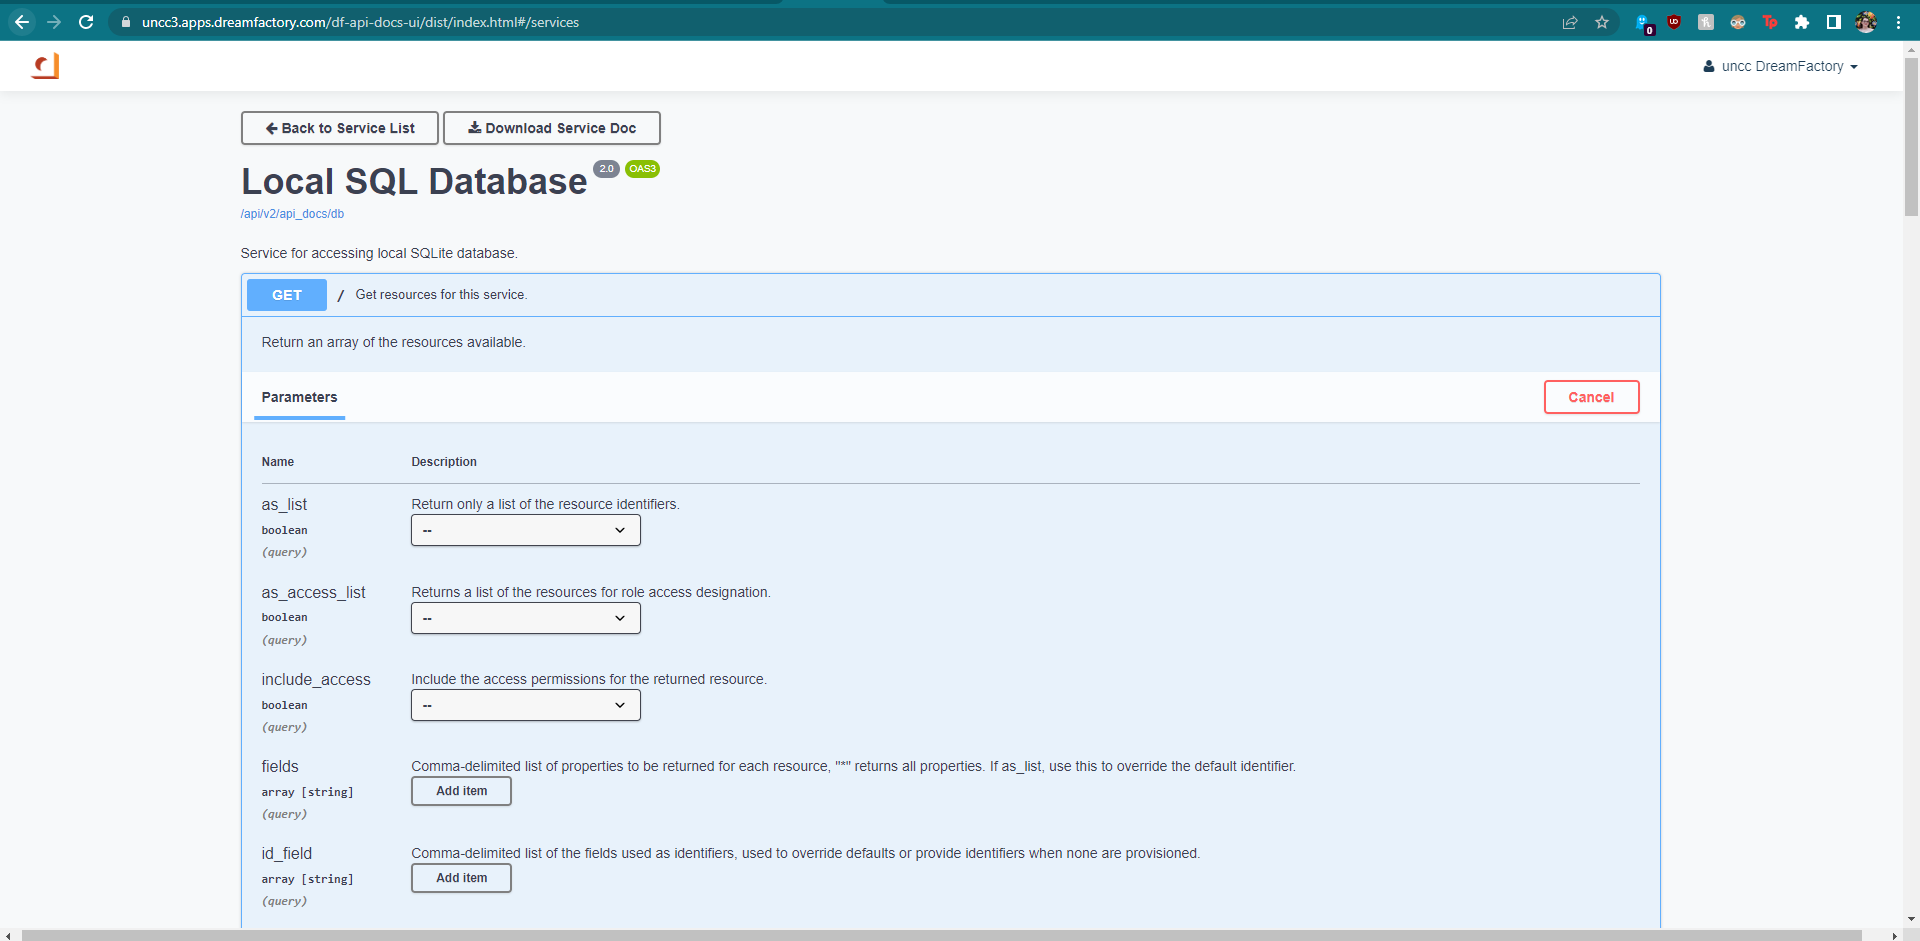 uncc3.apps.dreamfactory.com/df-api-docs-ui/dist/index.html#/services
0
uncc DreamFactory
Back to Service List
Download Service Doc
Local SQL Database 2.0 OAS3
/api/v2/api_docs/db
Service for accessing local SQLite database.
GET / Get resources for this service.
Return an array of the resources available.
Parameters
Cancel
Name Description
as_list Return only a list of the resource identifiers.
boolean --
(query)
as_access_list Returns a list of the resources for role access designation.
boolean --
(query)
include_access Include the access permissions for the returned resource.
boolean --
(query)
fields Comma-delimited list of properties to be returned for each resource, "*" returns all properties. If as_list, use this to override the default identifier.
array [string] Add item
(query)
id_field Comma-delimited list of the fields used as identifiers, used to override defaults or provide identifiers when none are provisioned.
array [string] Add item
(query)